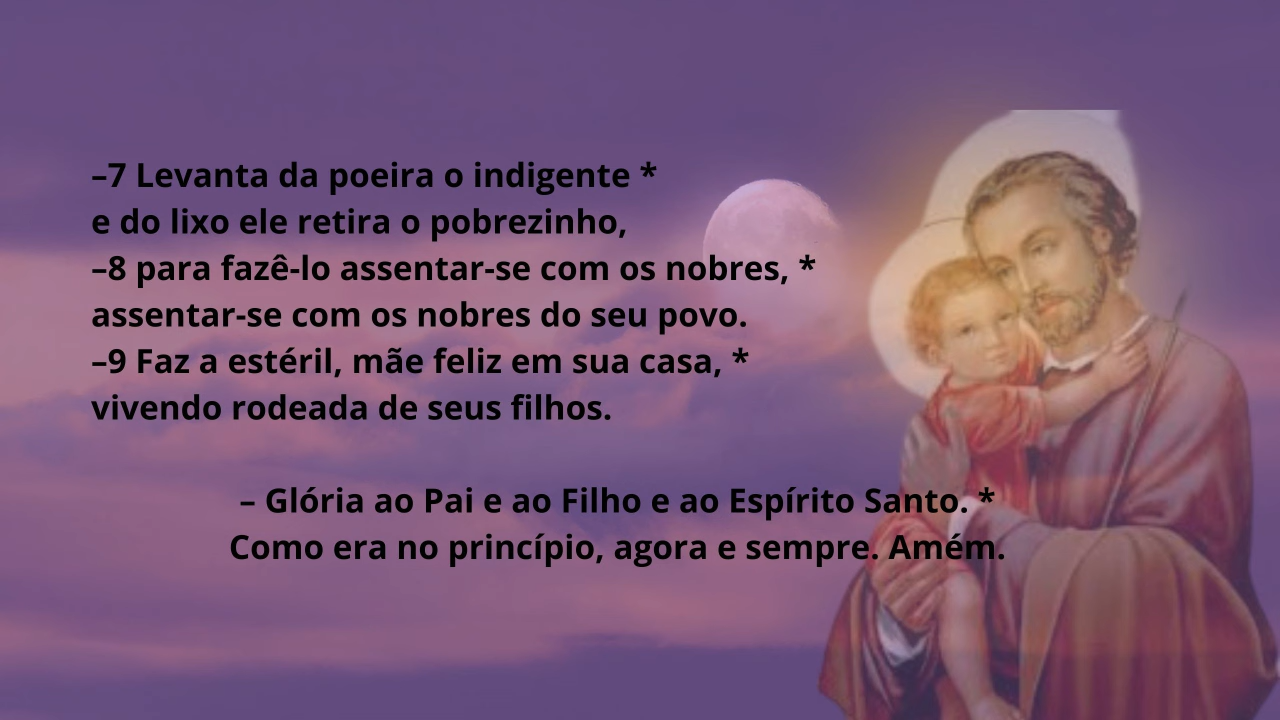 –7 Levanta da poeira o indigente *
e do lixo ele retira o pobrezinho,
–8 para fazê-lo assentar-se com os nobres, *
assentar-se com os nobres do seu povo.
–9 Faz a estéril, mãe feliz em sua casa, *
vivendo rodeada de seus filhos.
– Glória ao Pai e ao Filho e ao Espírito Santo. *
Como era no princípio, agora e sempre. Amém.